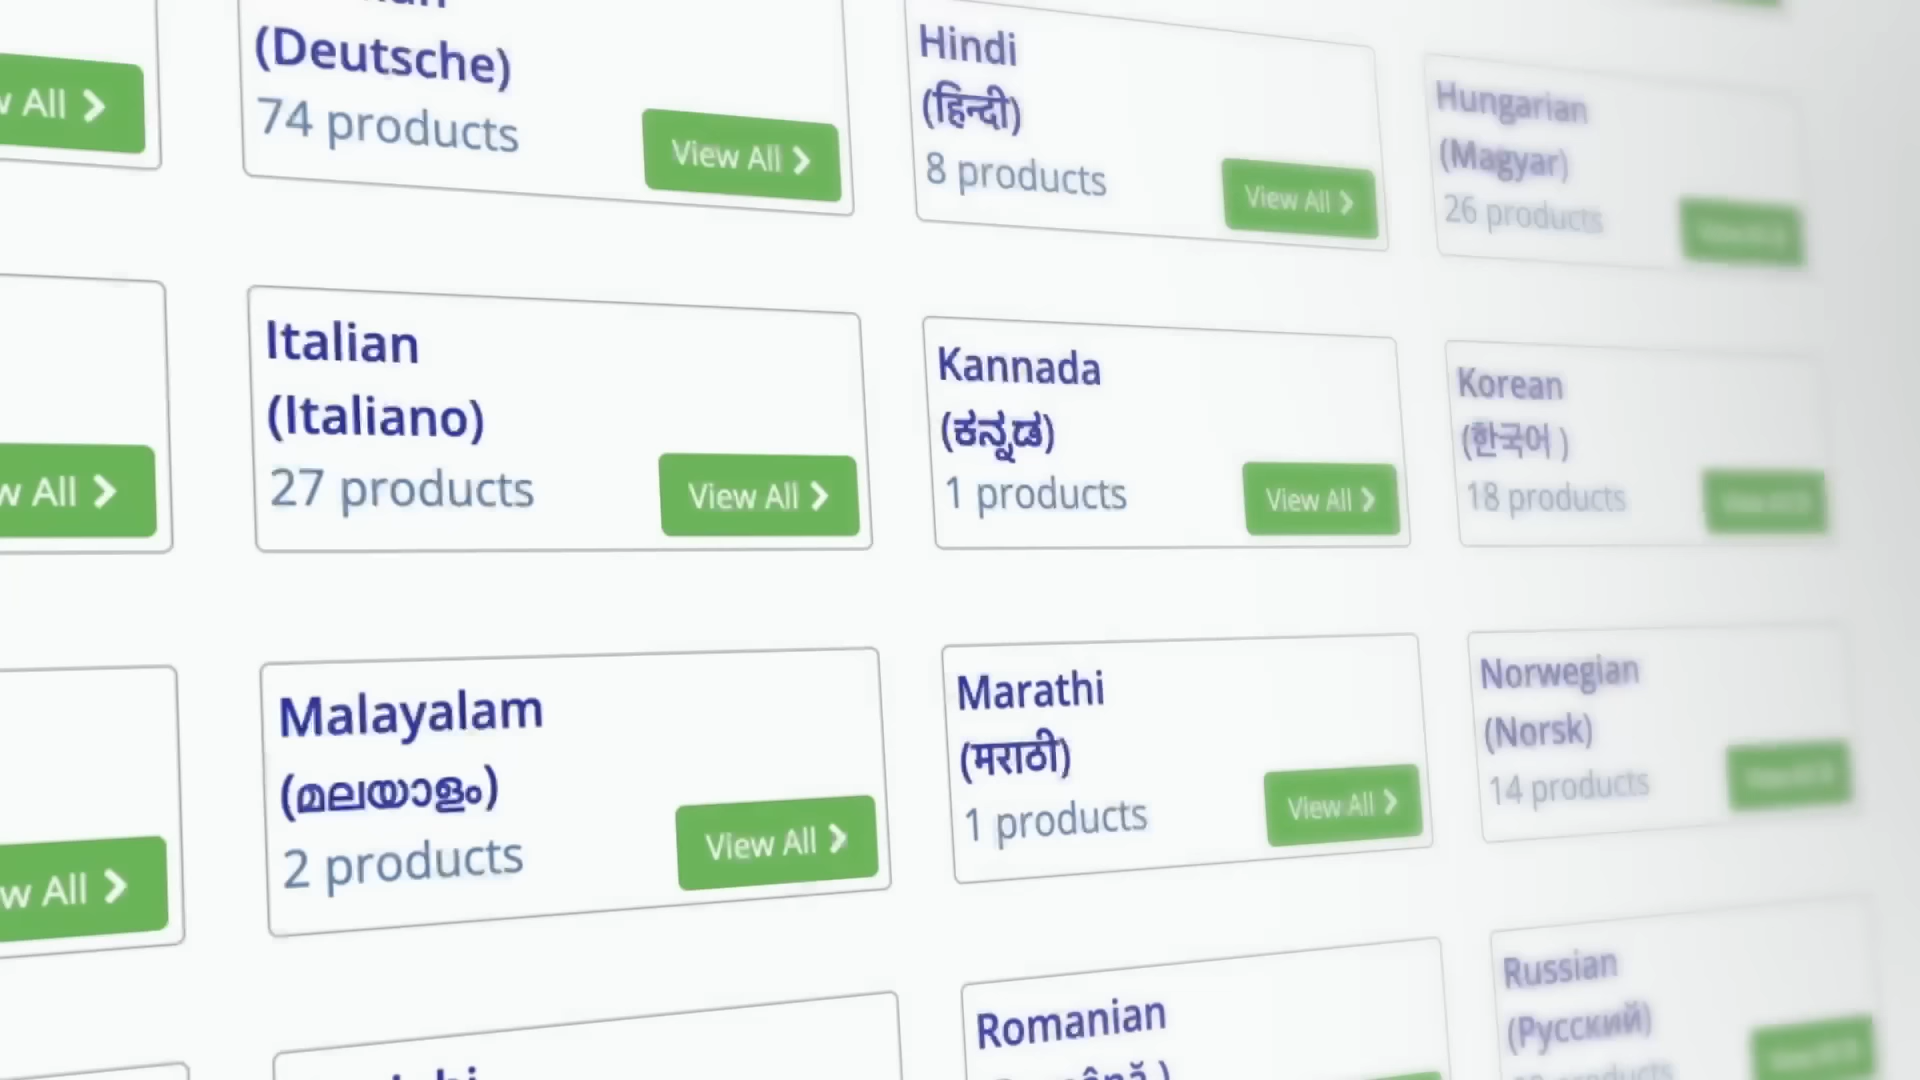 (Deutsche)
74 products
View All
Hindi
(हिन्दी)
8 products
View All
Hungarian
(Magyar)
26 products
All
Italian
(Italiano)
27 products
View All
Kannada
(ಕನ್ನಡ)
1 products
View All
Korean
(한국어 )
18 products
All
Malayalam
(മലയാളം)
2 products
View All
Marathi
(मराठी)
1 products
View All
Norwegian
(Norsk)
14 products
All
Romanian
Russian
(Русский)
products